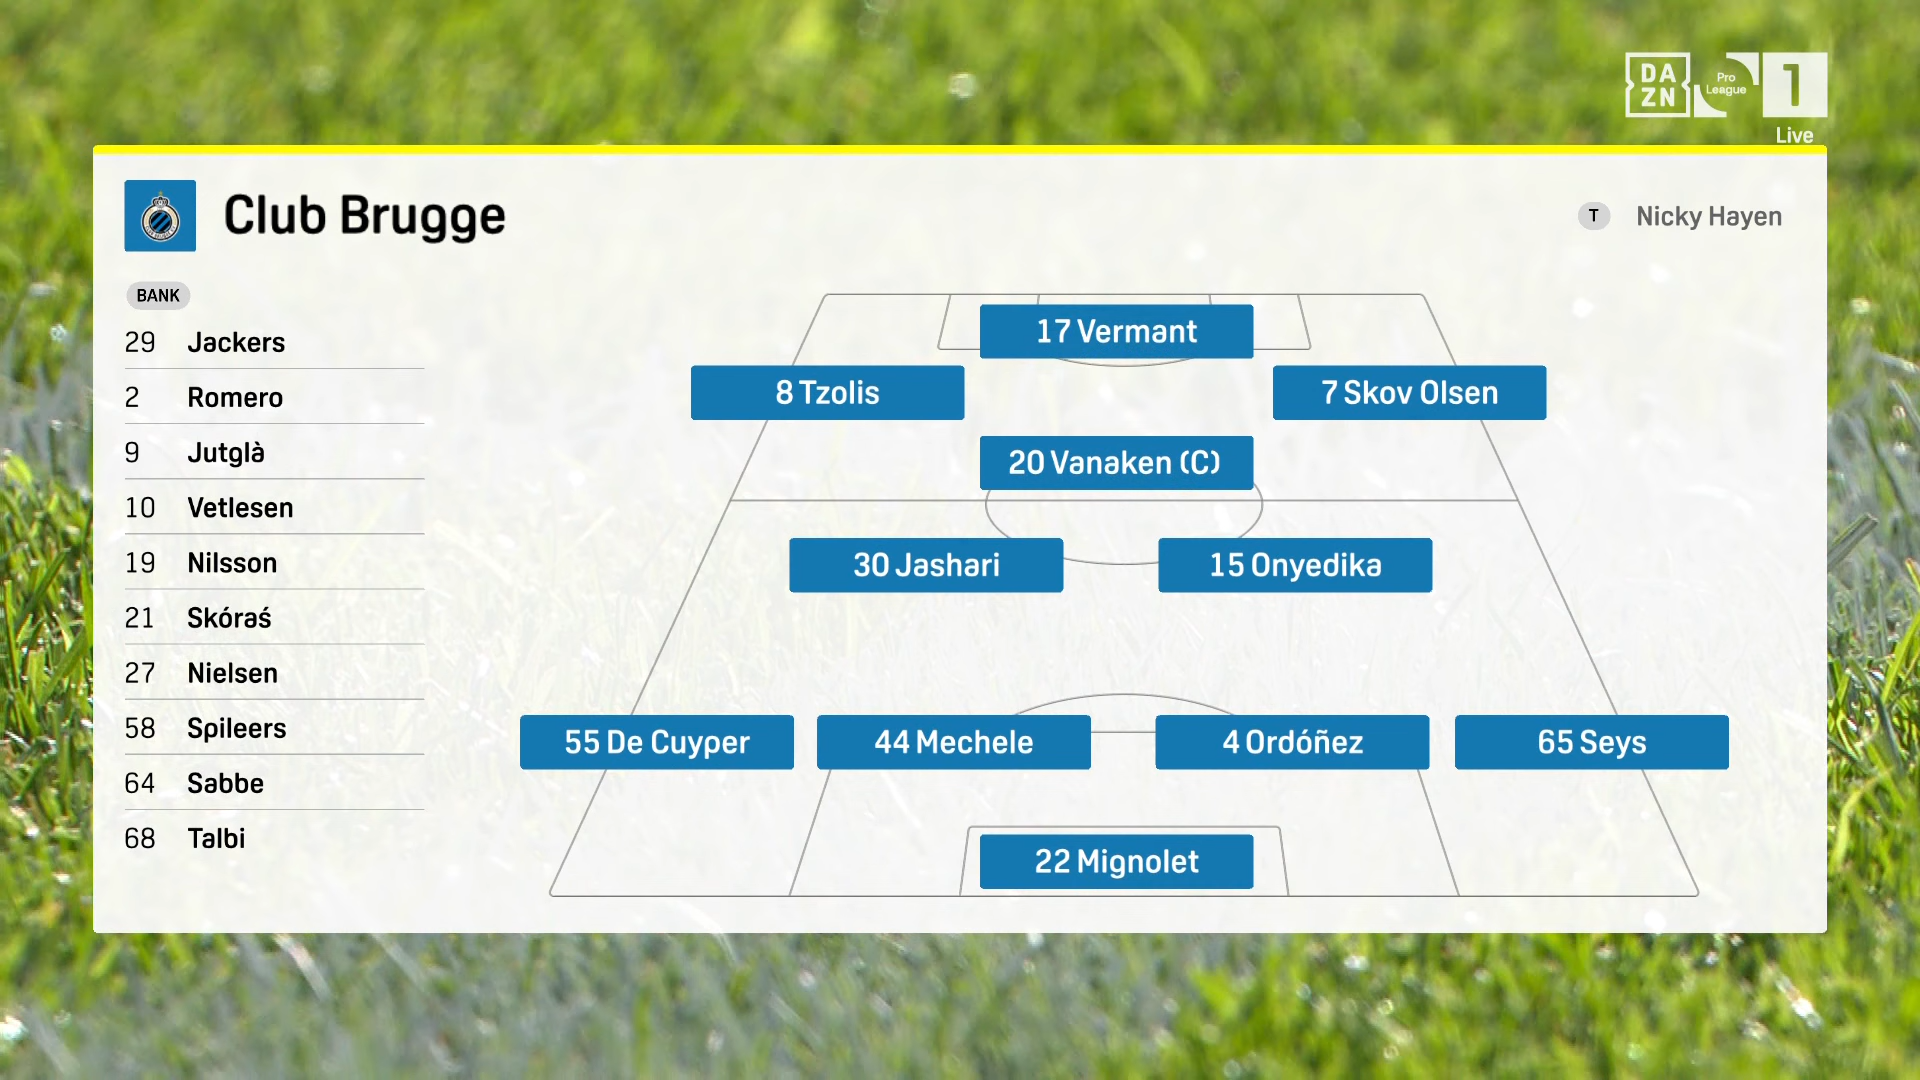 DA
ZN
Pro
League
1
Live
Club Brugge
T Nicky Hayen
BANK
29 Jackers
2 Romero
9 Jutglà
10 Vetlesen
19 Nilsson
21 Skóraś
27 Nielsen
58 Spileers
64 Sabbe
68 Talbi
17 Vermant
8 Tzolis
7 Skov Olsen
20 Vanaken (C)
30 Jashari
15 Onyedika
55 De Cuyper
44 Mechele
4 Ordóñez
65 Seys
22 Mignolet